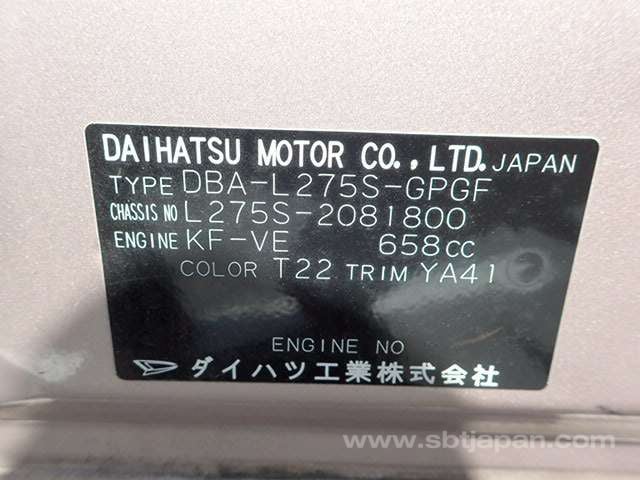 DAIHATSU MOTOR CO., LTD. JAPAN
TYPE DBA-L275S-GPGF
CHASSIS NO L275S-2081800
ENGINE KF-VE 658CC
COLOR T22 TRIM YA41
ENGINE NO
ダイハツ工業株式会社
www.sbtjapan.com